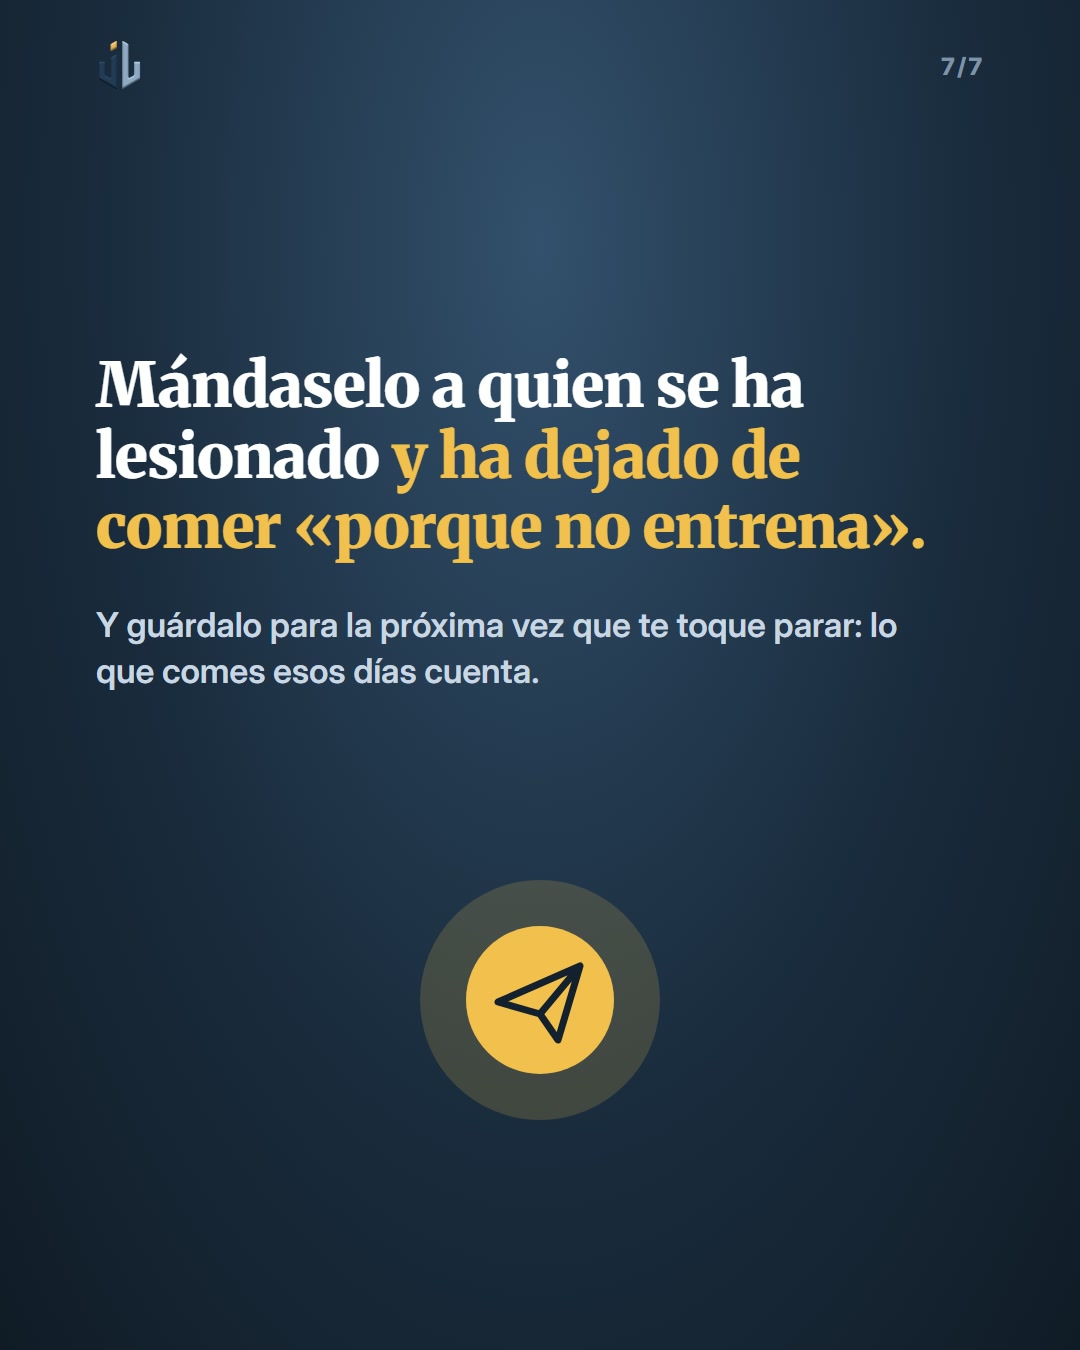 7/7
Mándaselo a quien se ha
lesionado y ha dejado de
comer «porque no entrena».
Y guárdalo para la próxima vez que te toque parar: lo
que comes esos días cuenta.